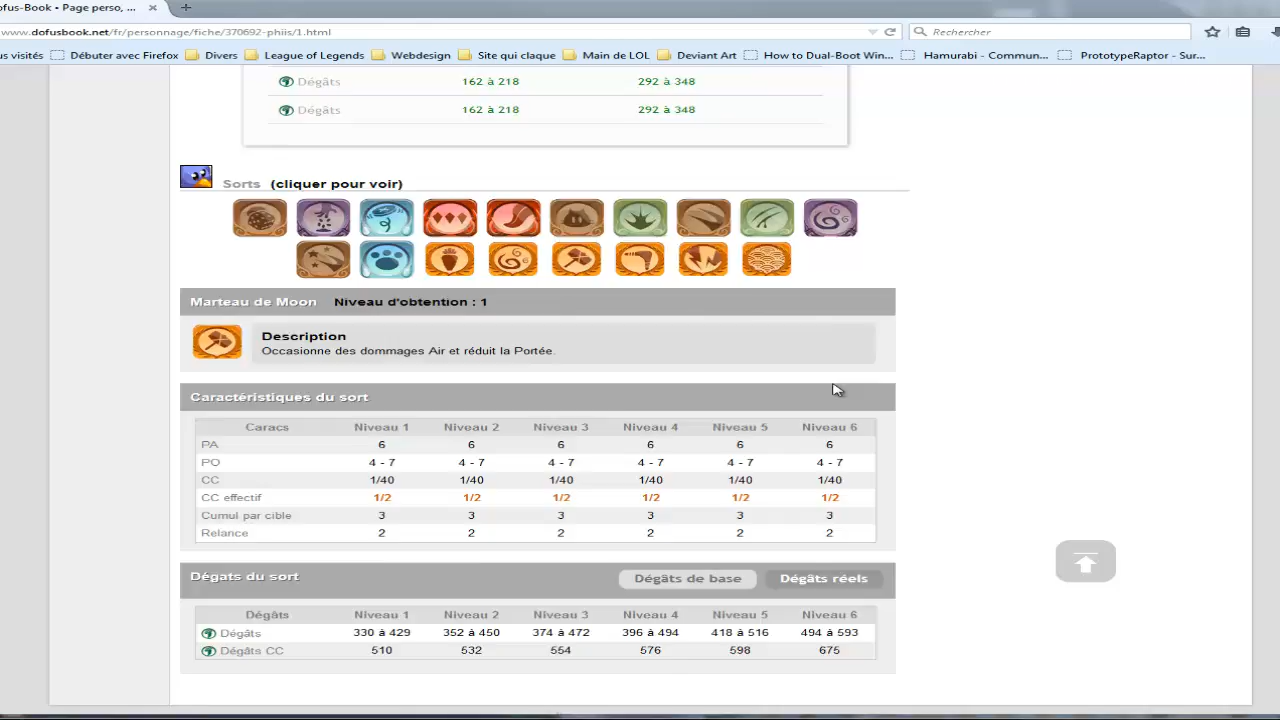 ofus-Book • Page perso, ... × +
www.dofusbook.net/fr/personnage/fiche/370692-phiis/1.html Rechercher
us visités Débuter avec Firefox Divers League of Legends Webdesign Site qui claque Main de LOL Deviant Art How to Dual-Boot Win... Hamurabi - Commun... PrototypeRaptor - Sur...
Dégâts 162 à 218 292 à 348
Dégâts 162 à 218 292 à 348
Sorts (cliquer pour voir)
Marteau de Moon Niveau d'obtention : 1
Description
Occasionne des dommages Air et réduit la Portée.
Caractéristiques du sort
Caracs Niveau 1 Niveau 2 Niveau 3 Niveau 4 Niveau 5 Niveau 6
PA 6 6 6 6 6 6
PO 4 - 7 4 - 7 4 - 7 4 - 7 4 - 7 4 - 7
CC 1/40 1/40 1/40 1/40 1/40 1/40
CC effectif 1/2 1/2 1/2 1/2 1/2 1/2
Cumul par cible 3 3 3 3 3 3
Relance 2 2 2 2 2 2
Dégats du sort Dégâts de base Dégâts réels
Dégâts Niveau 1 Niveau 2 Niveau 3 Niveau 4 Niveau 5 Niveau 6
Dégâts 330 à 429 352 à 450 374 à 472 396 à 494 418 à 516 494 à 593
Dégâts CC 510 532 554 576 598 675